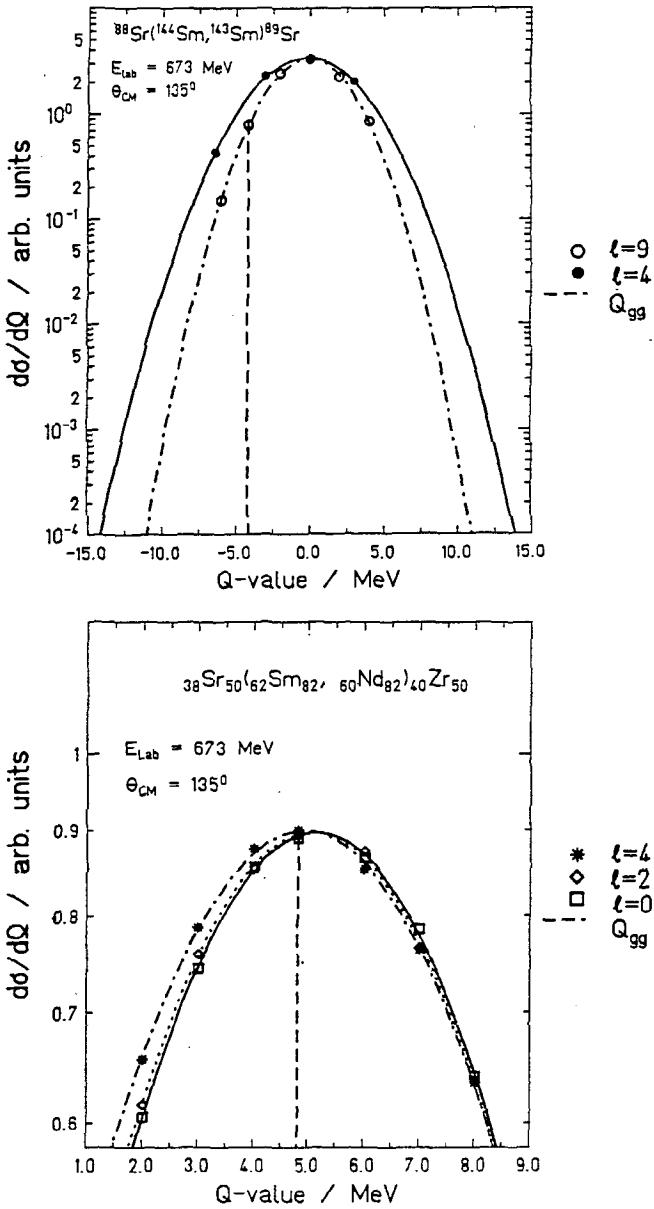 ⁸⁸Sr(¹⁴⁴Sm,¹⁴³Sm)⁸⁹Sr
E_Lab = 673 MeV
θ_CM = 135⁰
dσ/dQ / arb. units
5
2
10⁰
5
2
10⁻¹
5
2
10⁻²
5
2
10⁻³
5
2
10⁻⁴
-15.0 -10.0 -5.0 0.0 5.0 10.0 15.0
Q-value / MeV
ℓ=9
ℓ=4
Q_gg
₃₈Sr₅₀(₆₂Sm₈₂, ₆₀Nd₈₂)₄₀Zr₅₀
E_Lab = 673 MeV
θ_CM = 135⁰
dσ/dQ / arb. units
1
0.9
0.8
0.7
0.6
1.0 2.0 3.0 4.0 5.0 6.0 7.0 8.0 9.0
Q-value / MeV
ℓ=4
ℓ=2
ℓ=0
Q_gg